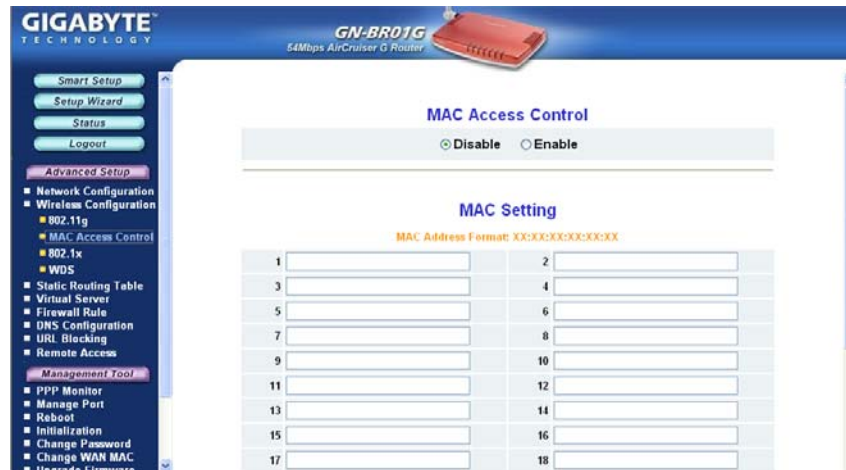 GIGABYTE™
TECHNOLOGY
GN-BR01G
54Mbps AirCruiser G Router
Smart Setup
Setup Wizard
Status
Logout
Advanced Setup
Network Configuration
Wireless Configuration
802.11g
MAC Access Control
802.1x
WDS
Static Routing Table
Virtual Server
Firewall Rule
DNS Configuration
URL Blocking
Remote Access
Management Tool
PPP Monitor
Manage Port
Reboot
Initialization
Change Password
Change WAN MAC
Upgrade Firmware
MAC Access Control
Disable Enable
MAC Setting
MAC Address Format: XX:XX:XX:XX:XX:XX
1 2
3 4
5 6
7 8
9 10
11 12
13 14
15 16
17 18